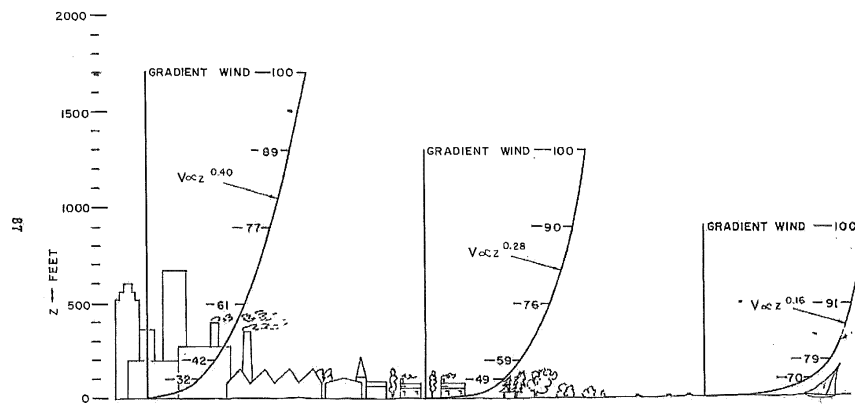 2000
1500
1000
500
0
Z — FEET
87
GRADIENT WIND —100
—89
V∝Z^0.40
—77
—61
—42
—32
GRADIENT WIND —100
—90
V∝Z^0.28
—76
—59
—49
GRADIENT WIND —100
—91
V∝Z^0.16
—79
—70